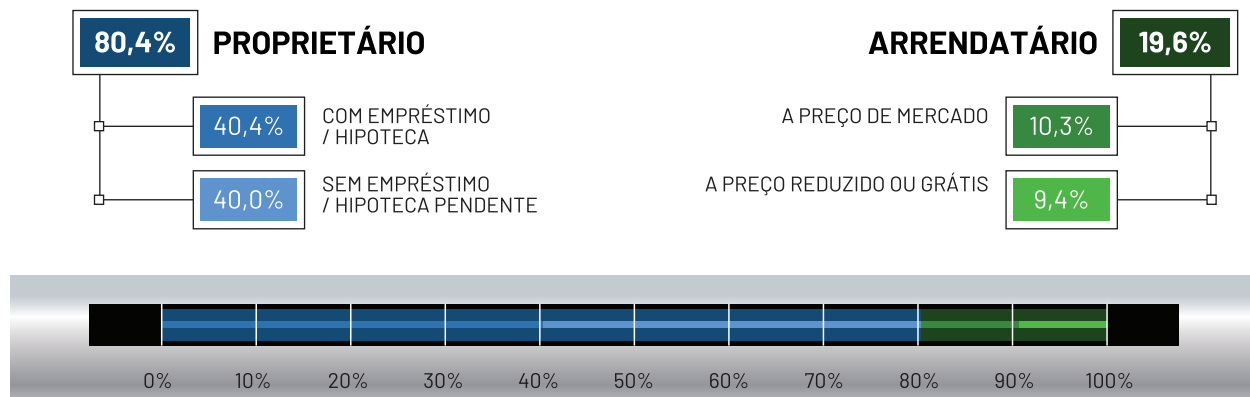 80,4% PROPRIETÁRIO
40,4% COM EMPRÉSTIMO
/ HIPOTECA
40,0% SEM EMPRÉSTIMO
/ HIPOTECA PENDENTE
ARRENDATÁRIO 19,6%
A PREÇO DE MERCADO 10,3%
A PREÇO REDUZIDO OU GRÁTIS 9,4%
0% 10% 20% 30% 40% 50% 60% 70% 80% 90% 100%